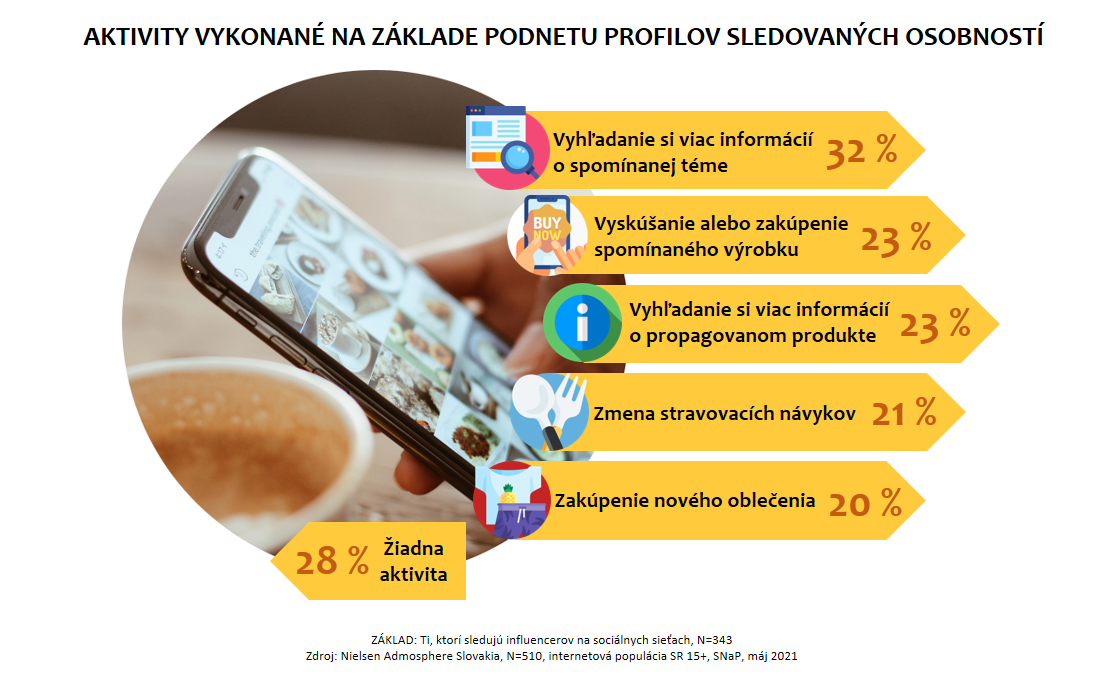 AKTIVITY VYKONANÉ NA ZÁKLADE PODNETU PROFILOV SLEDOVANÝCH OSOBNOSTÍ
Vyhľadanie si viac informácií
o spomínanej téme
32 %
BUY
NOW
Vyskúšanie alebo zakúpenie
spomínaného výrobku
23 %
Vyhľadanie si viac informácií
o propagovanom produkte
23 %
Zmena stravovacích návykov
21 %
Zakúpenie nového oblečenia
20 %
28 %
Žiadna
aktivita
ZÁKLAD: Ti, ktorí sledujú influencerov na sociálnych sieťach, N=343
Zdroj: Nielsen Admosphere Slovakia, N=510, internetová populácia SR 15+, SNaP, máj 2021